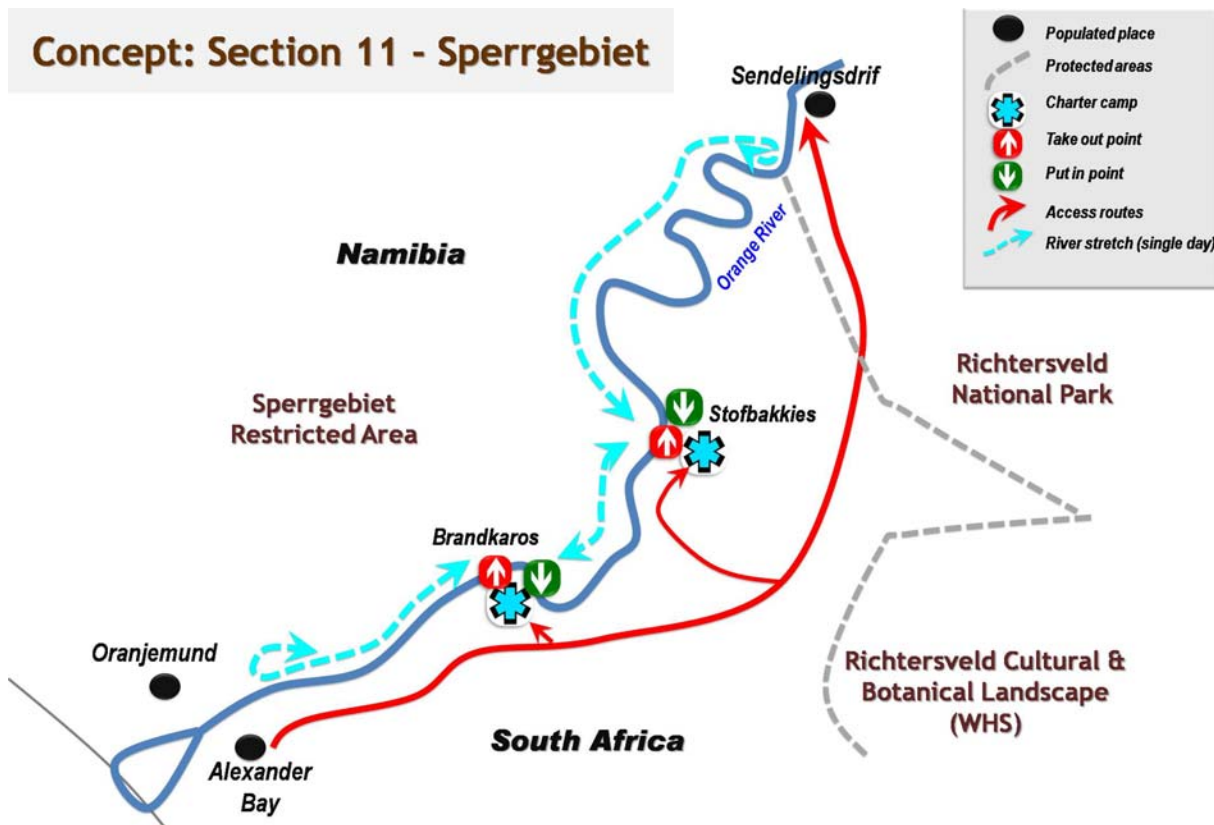 Concept: Section 11 - Sperrgebiet
Populated place
Protected areas
Charter camp
Take out point
Put in point
Access routes
River stretch (single day)
Sendelingsdrif
Namibia
Orange River
Richtersveld
National Park
Sperrgebiet
Restricted Area
Stofbakkies
Brandkaros
Oranjemund
Richtersveld Cultural &
Botanical Landscape
(WHS)
South Africa
Alexander
Bay